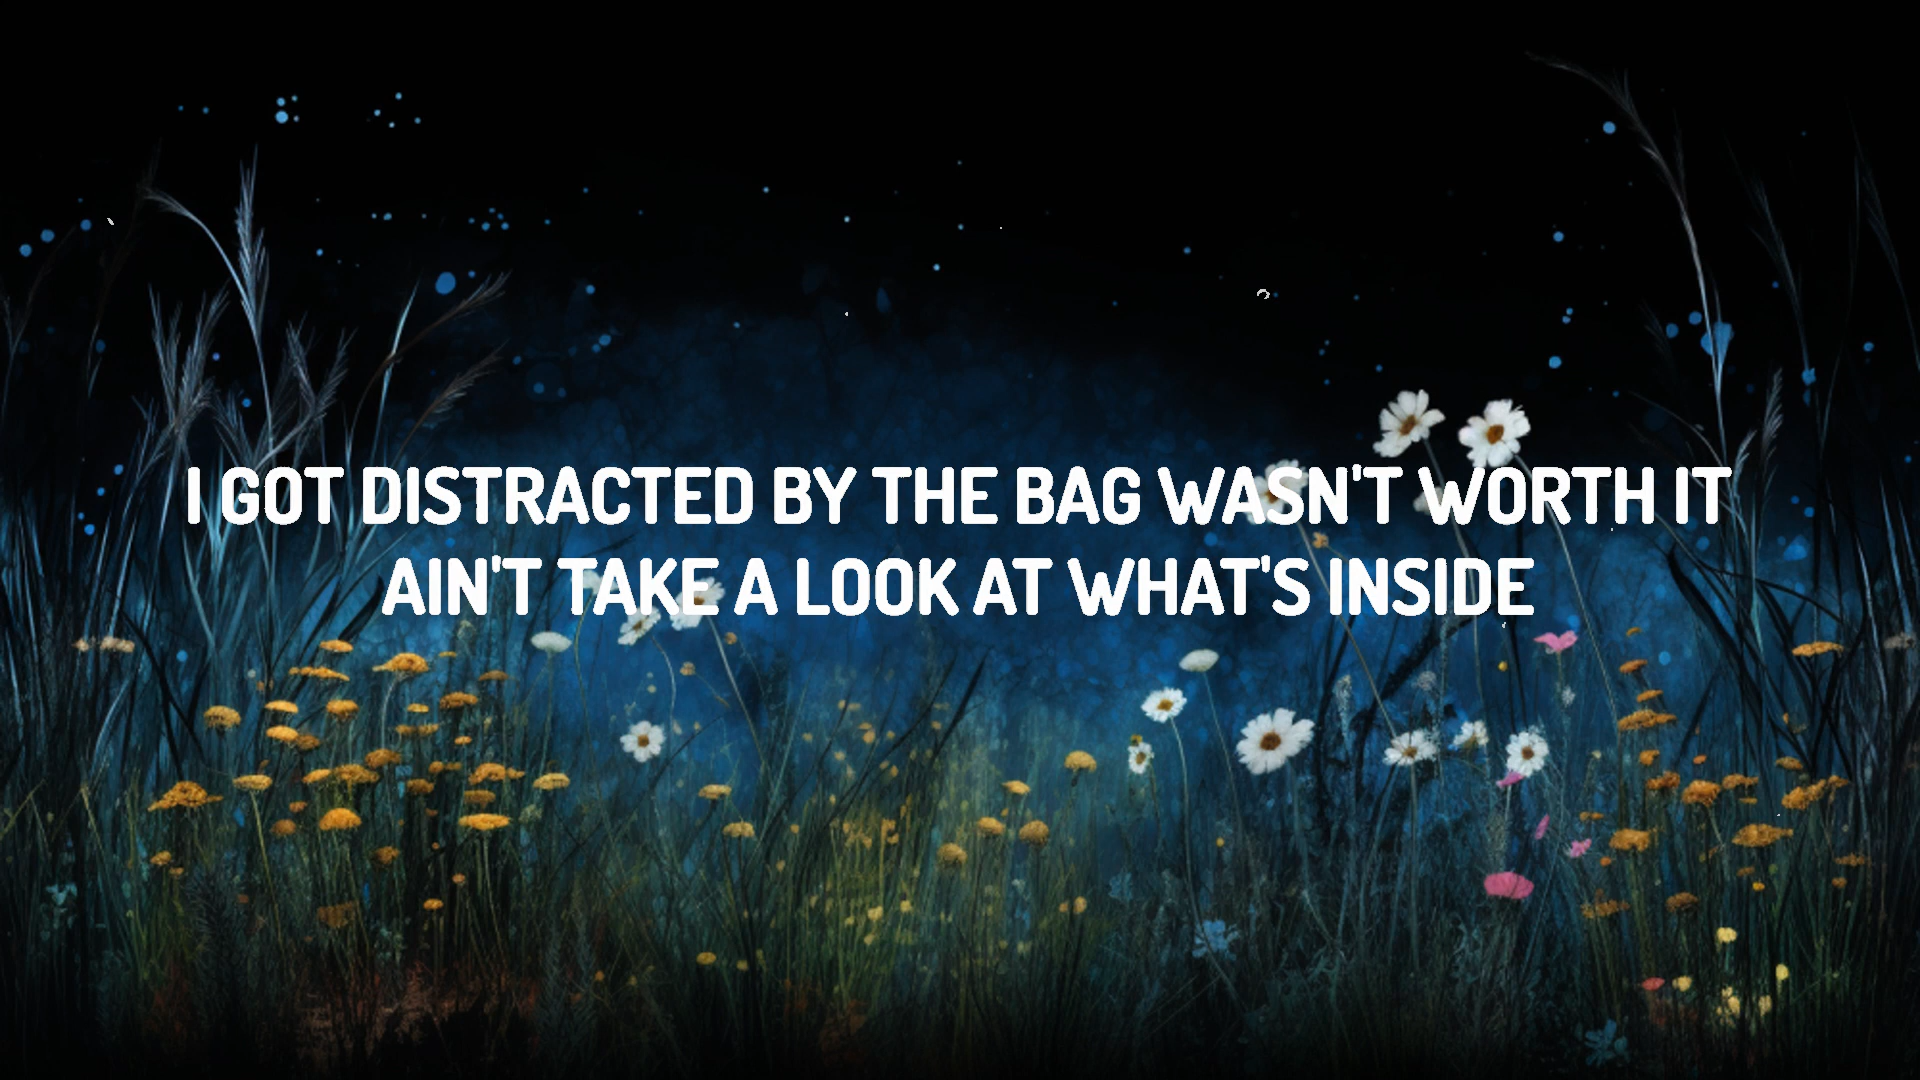 I GOT DISTRACTED BY THE BAG WASN'T WORTH IT
AIN'T TAKE A LOOK AT WHAT'S INSIDE